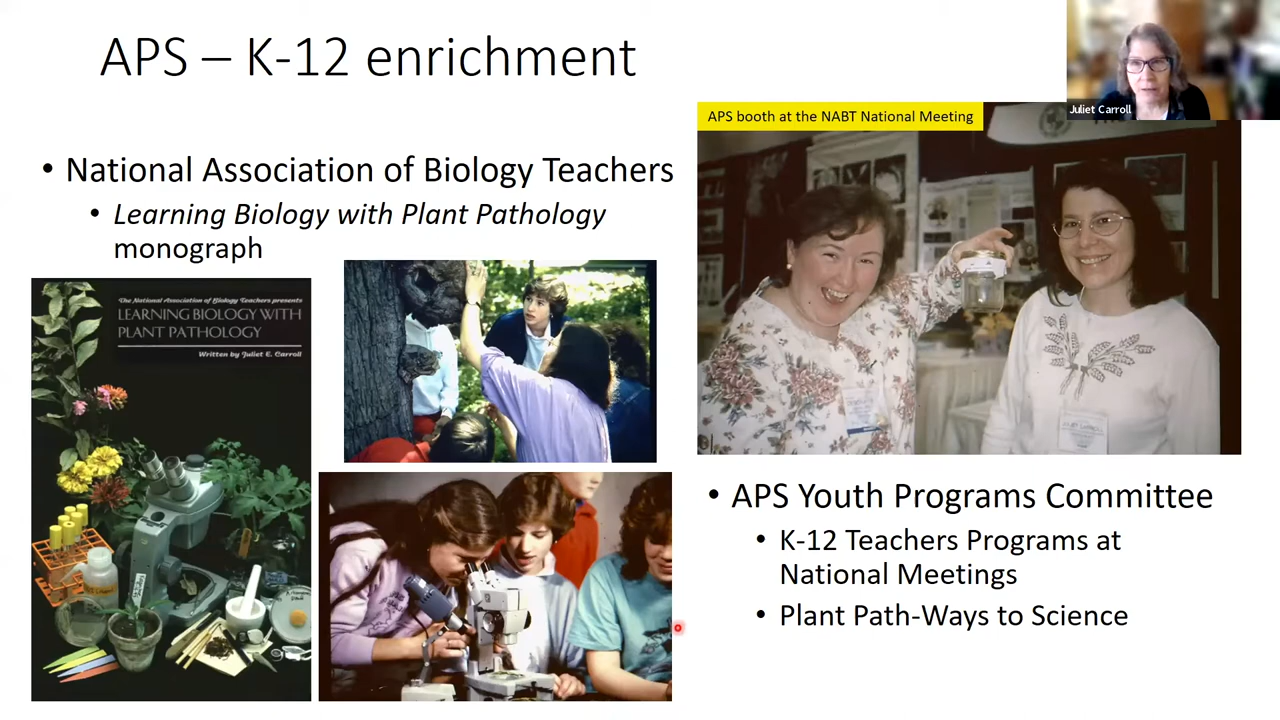 APS – K-12 enrichment
Juliet Carroll
APS booth at the NABT National Meeting
• National Association of Biology Teachers
• Learning Biology with Plant Pathology
monograph
The National Association of Biology Teachers presents
LEARNING BIOLOGY WITH
PLANT PATHOLOGY
Written by Juliet E. Carroll
• APS Youth Programs Committee
• K-12 Teachers Programs at
National Meetings
• Plant Path-Ways to Science